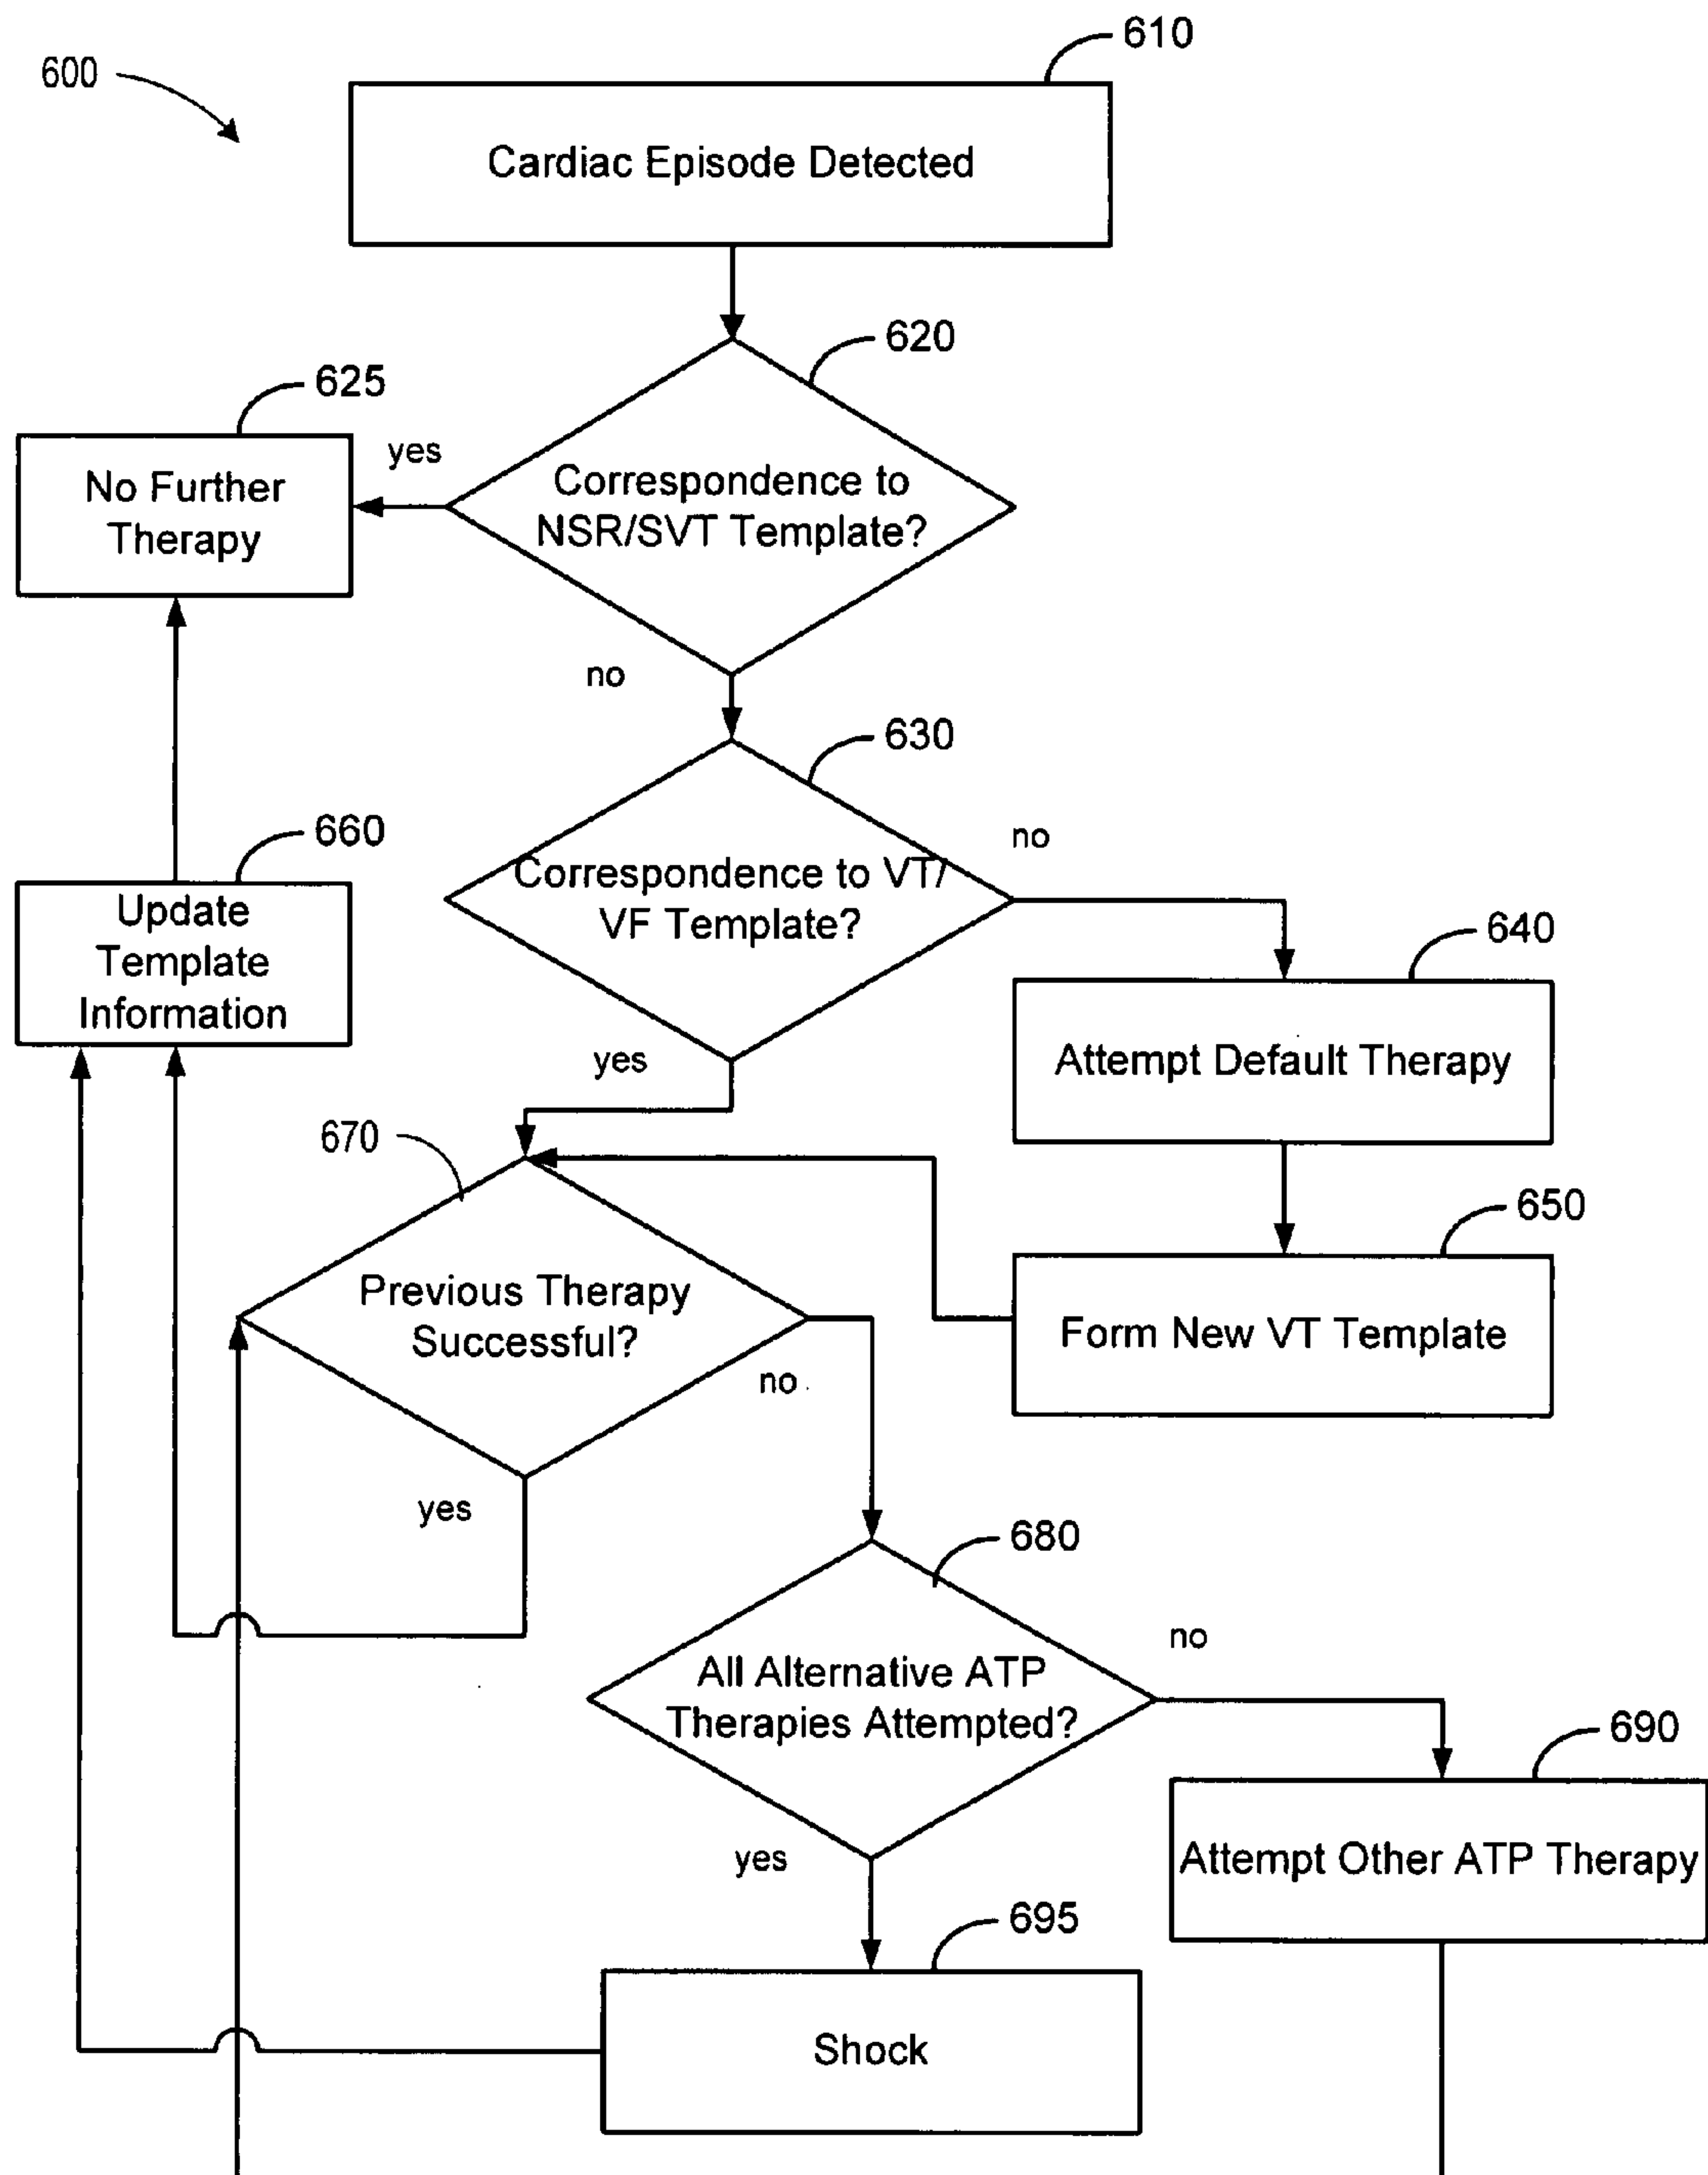 610
600
Cardiac Episode Detected
620
625
yes
No Further
Therapy
Correspondence to
NSR/SVT Template?
no
630
660
no
Update
Template
Information
Correspondence to VT/
VF Template?
640
yes
Attempt Default Therapy
670
650
Previous Therapy
Successful?
no
Form New VT Template
yes
680
no
All Alternative ATP
Therapies Attempted?
690
yes
Attempt Other ATP Therapy
695
Shock